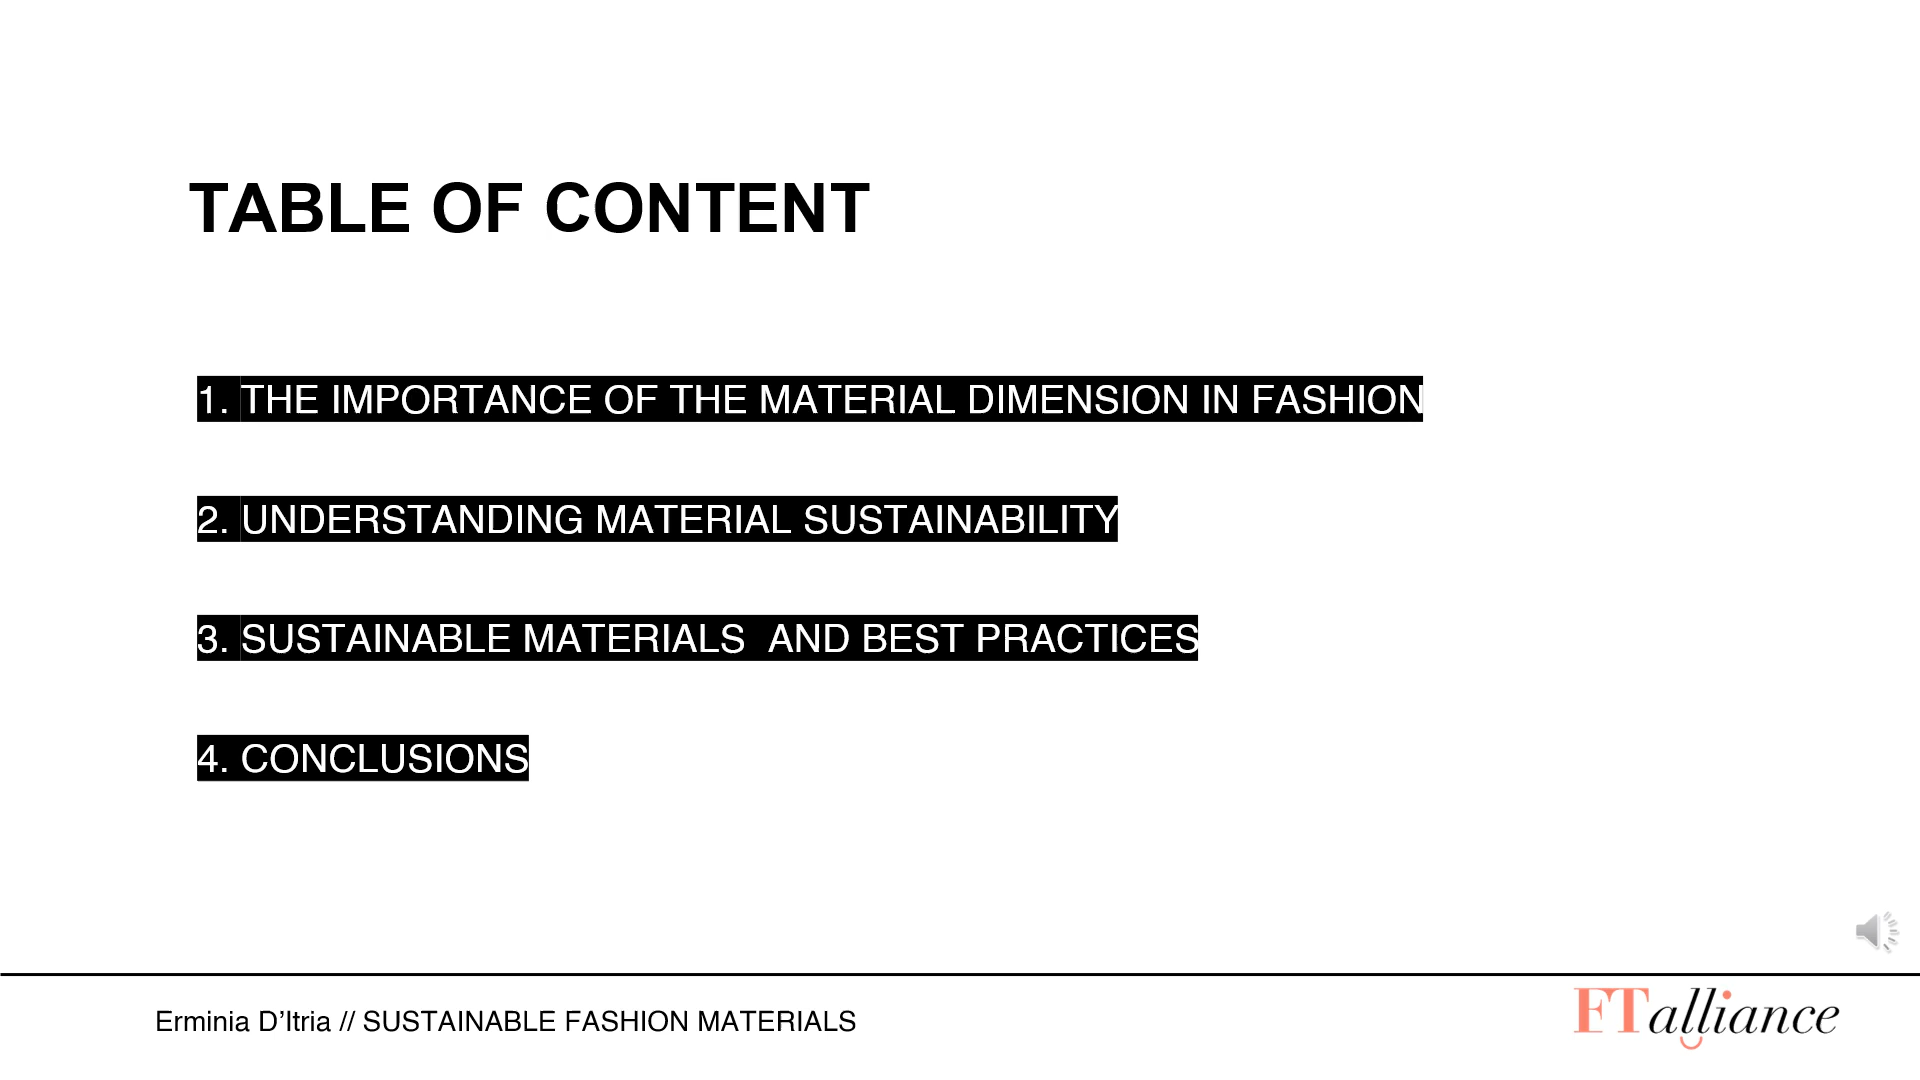 TABLE OF CONTENT
1. THE IMPORTANCE OF THE MATERIAL DIMENSION IN FASHION
2. UNDERSTANDING MATERIAL SUSTAINABILITY
3. SUSTAINABLE MATERIALS  AND BEST PRACTICES
4. CONCLUSIONS
Erminia D’Itria // SUSTAINABLE FASHION MATERIALS
FTalliance